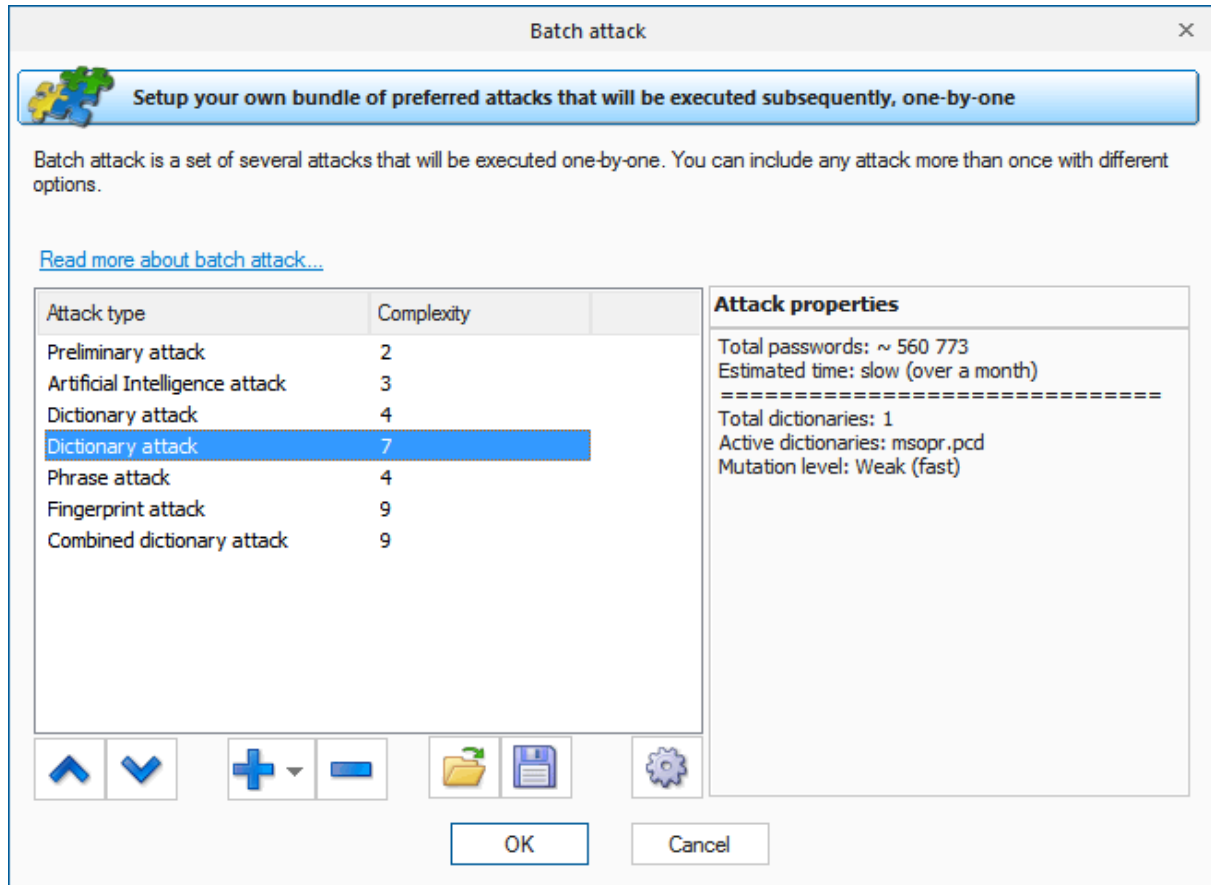 Batch attack
Setup your own bundle of preferred attacks that will be executed subsequently, one-by-one
Batch attack is a set of several attacks that will be executed one-by-one. You can include any attack more than once with different
options.
Read more about batch attack...
Attack type Complexity
Preliminary attack 2
Artificial Intelligence attack 3
Dictionary attack 4
Dictionary attack 7
Phrase attack 4
Fingerprint attack 9
Combined dictionary attack 9
Attack properties
Total passwords: ~ 560 773
Estimated time: slow (over a month)
==============================
Total dictionaries: 1
Active dictionaries: msopr.pcd
Mutation level: Weak (fast)
OK Cancel